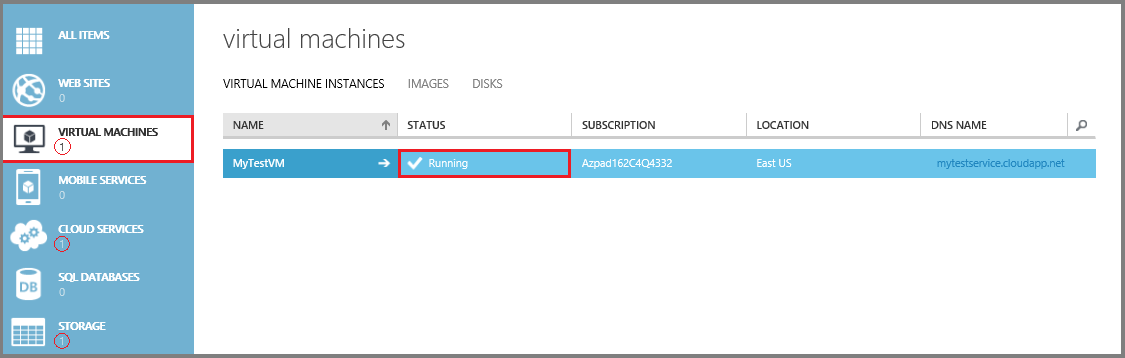 ALL ITEMS
WEB SITES
0
VIRTUAL MACHINES
1
MOBILE SERVICES
0
CLOUD SERVICES
1
SQL DATABASES
0
DB
STORAGE
1
virtual machines
VIRTUAL MACHINE INSTANCES IMAGES DISKS
NAME STATUS SUBSCRIPTION LOCATION DNS NAME
MyTestVM Running Azpad162C4Q4332 East US mytestservice.cloudapp.net